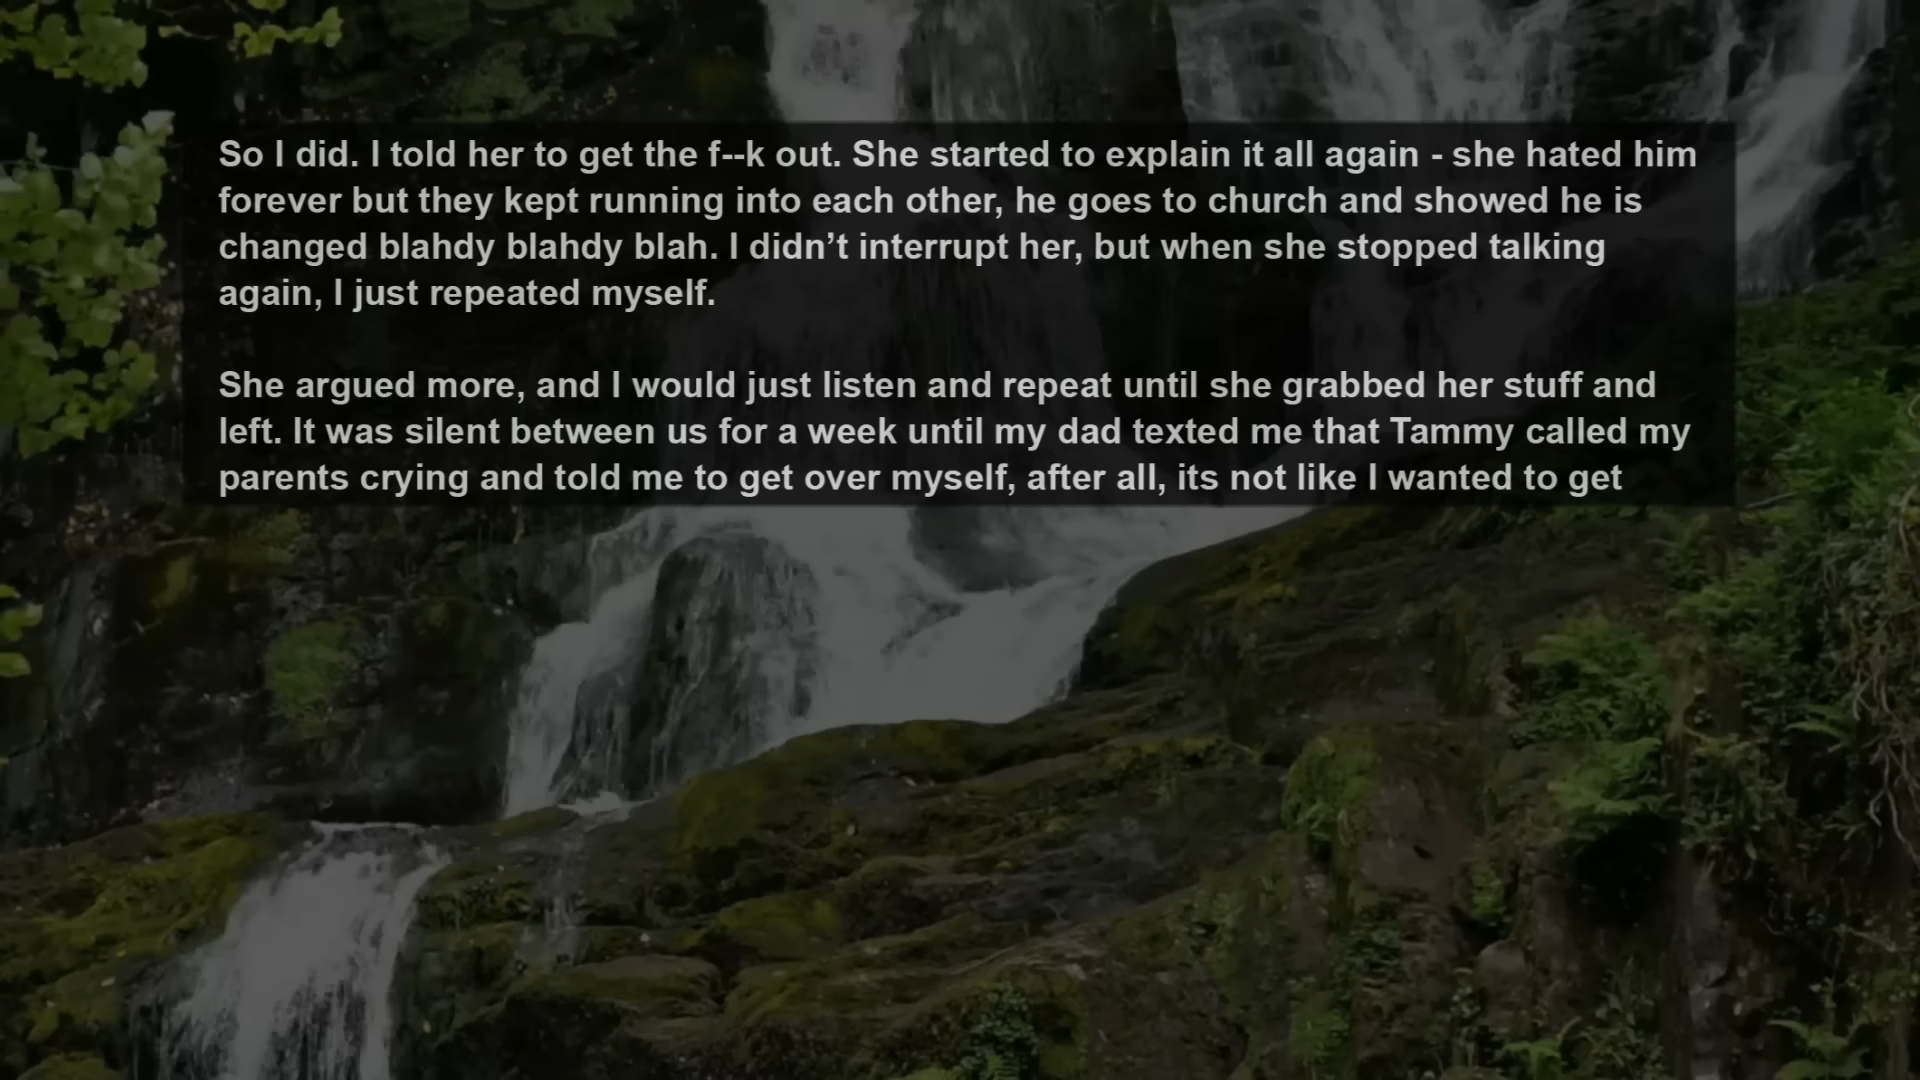 So I did. I told her to get the f--k out. She started to explain it all again - she hated him
forever but they kept running into each other, he goes to church and showed he is
changed blahdy blahdy blah. I didn’t interrupt her, but when she stopped talking
again, I just repeated myself.
She argued more, and I would just listen and repeat until she grabbed her stuff and
left. It was silent between us for a week until my dad texted me that Tammy called my
parents crying and told me to get over myself, after all, its not like I wanted to get